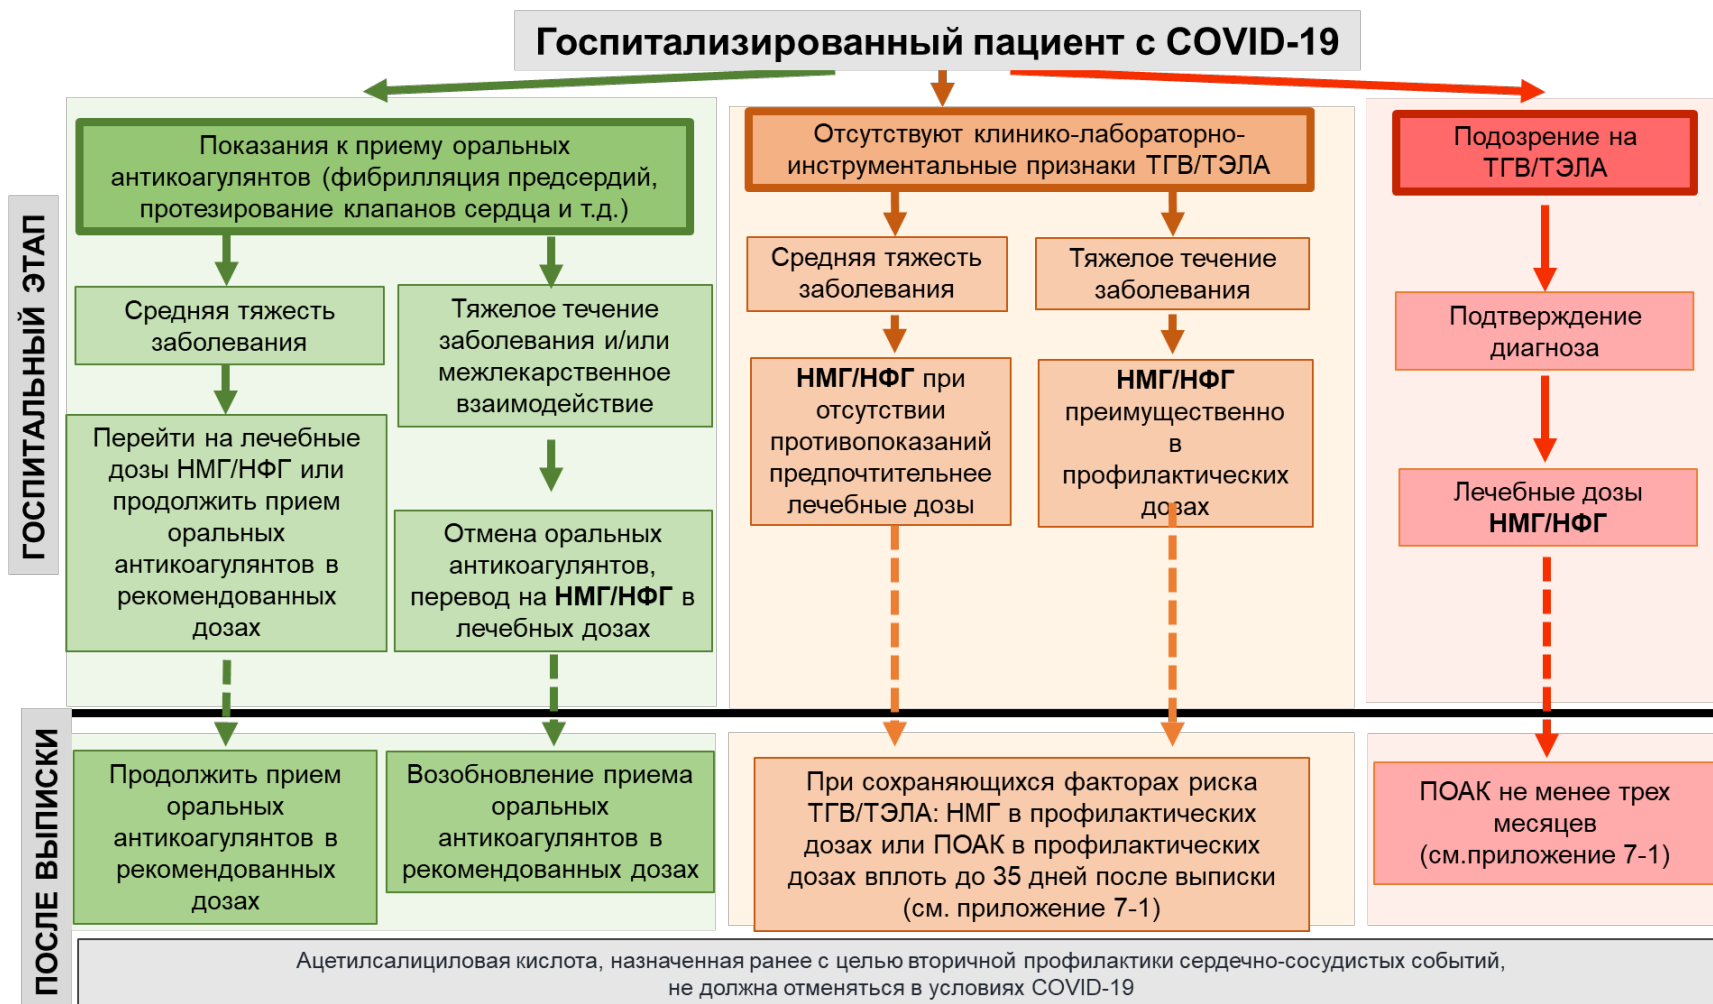 Госпитализированный пациент с COVID-19
ГОСПИТАЛЬНЫЙ ЭТАП
Показания к приему оральных
антикоагулянтов (фибрилляция предсердий,
протезирование клапанов сердца и т.д.)
Средняя тяжесть
заболевания
Перейти на лечебные
дозы НМГ/НФГ или
продолжить прием
оральных
антикоагулянтов в
рекомендованных
дозах
Тяжелое течение
заболевания и/или
межлекарственное
взаимодействие
Отмена оральных
антикоагулянтов,
перевод на НМГ/НФГ в
лечебных дозах
Отсутствуют клинико-лабораторно-
инструментальные признаки ТГВ/ТЭЛА
Средняя тяжесть
заболевания
НМГ/НФГ при
отсутствии
противопоказаний
предпочтительнее
лечебные дозы
Тяжелое течение
заболевания
НМГ/НФГ
преимущественно
в
профилактических
дозах
Подозрение на
ТГВ/ТЭЛА
Подтверждение
диагноза
Лечебные дозы
НМГ/НФГ
ПОСЛЕ ВЫПИСКИ
Продолжить прием
оральных
антикоагулянтов в
рекомендованных
дозах
Возобновление приема
оральных
антикоагулянтов в
рекомендованных дозах
При сохраняющихся факторах риска
ТГВ/ТЭЛА: НМГ в профилактических
дозах или ПОАК в профилактических
дозах вплоть до 35 дней после выписки
(см. приложение 7-1)
ПОАК не менее трех
месяцев
(см.приложение 7-1)
Ацетилсалициловая кислота, назначенная ранее с целью вторичной профилактики сердечно-сосудистых событий,
не должна отменяться в условиях COVID-19